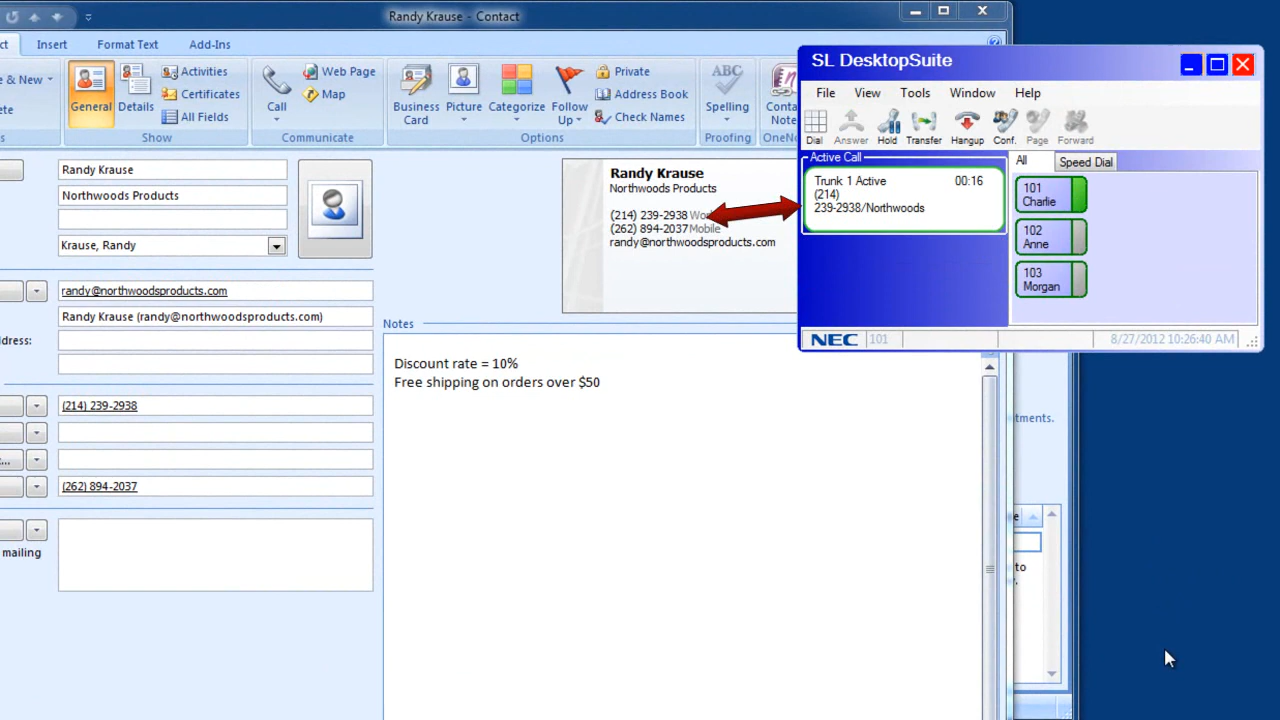 Randy Krause - Contact
ct
Insert
Format Text
Add-Ins
e & New
lete
s
General
Details
Activities
Certificates
All Fields
Show
Call
Web Page
Map
Communicate
Business Card
Picture
Categorize
Follow Up
Private
Address Book
Check Names
Options
ABC
Spelling
Proofing
Conta
Note
OneNo
Randy Krause
Northwoods Products
Krause, Randy
randy@northwoodsproducts.com
Randy Krause (randy@northwoodsproducts.com)
ddress:
(214) 239-2938
...
(262) 894-2037
mailing
Randy Krause
Northwoods Products
(214) 239-2938 Wor
(262) 894-2037 Mobile
randy@northwoodsproducts.com
Notes
Discount rate = 10%
Free shipping on orders over $50
SL DesktopSuite
File View Tools Window Help
Dial Answer Hold Transfer Hangup Conf. Page Forward
Active Call
Trunk 1 Active 00:16
(214)
239-2938/Northwoods
All
Speed Dial
101
Charlie
102
Anne
103
Morgan
NEC 101 8/27/2012 10:26:40 AM
tments.
e
to